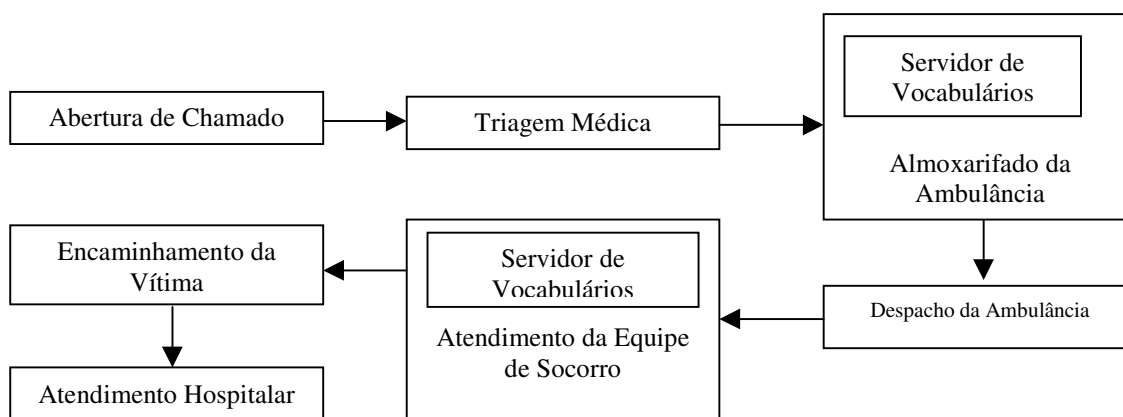 Abertura de Chamado
Triagem Médica
Servidor de
Vocabulários
Almoxarifado da
Ambulância
Despacho da Ambulância
Servidor de
Vocabulários
Atendimento da Equipe
de Socorro
Encaminhamento da
Vítima
Atendimento Hospitalar